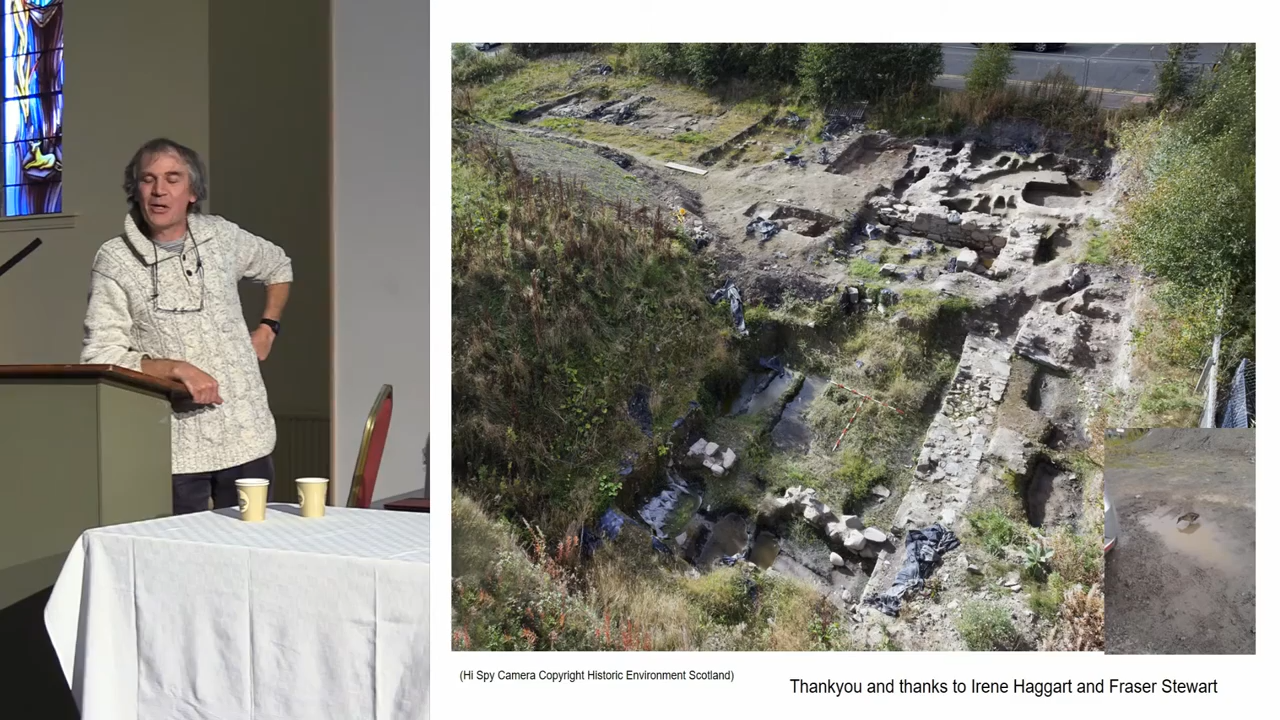 (Hi Spy Camera Copyright Historic Environment Scotland)
Thankyou and thanks to Irene Haggart and Fraser Stewart